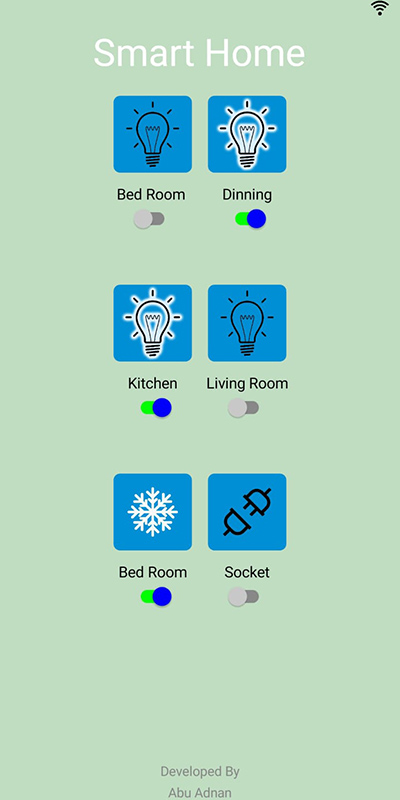 Smart Home
Bed Room
Dinning
Kitchen
Living Room
Bed Room
Socket
Developed By
Abu Adnan